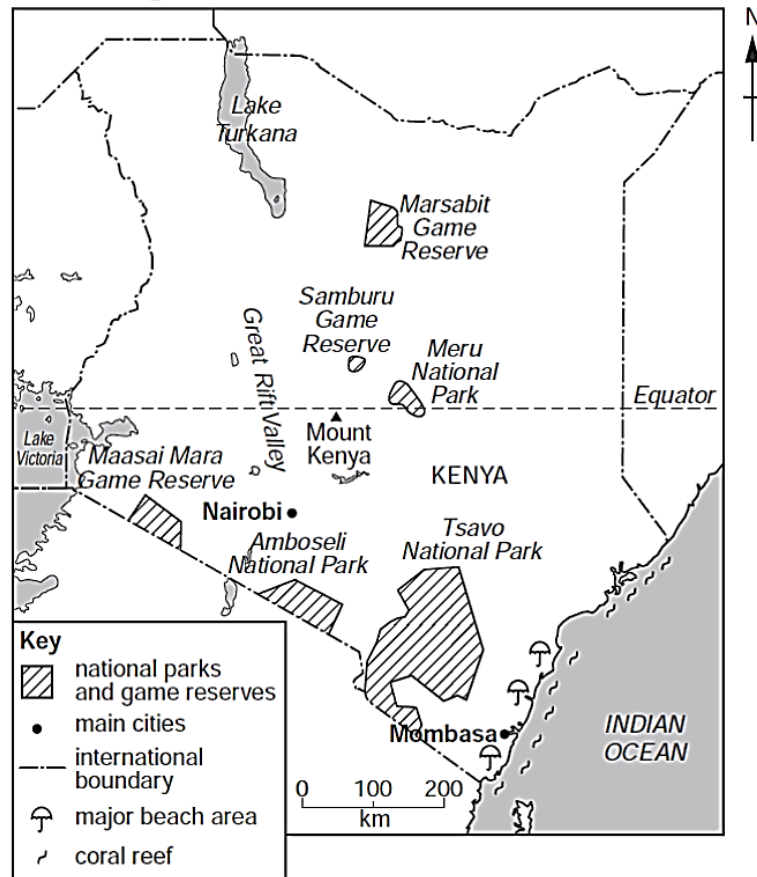 N
Lake
Turkana
Marsabit
Game
Reserve
Samburu
Game
Reserve
Great Rift Valley
Meru
National
Park
Equator
Lake
Victoria
Mount
Kenya
Maasai Mara
Game Reserve
KENYA
Nairobi
Amboseli
National Park
Tsavo
National Park
Mombasa
INDIAN
OCEAN
Key
national parks
and game reserves
main cities
international
boundary
major beach area
coral reef
0 100 200
km